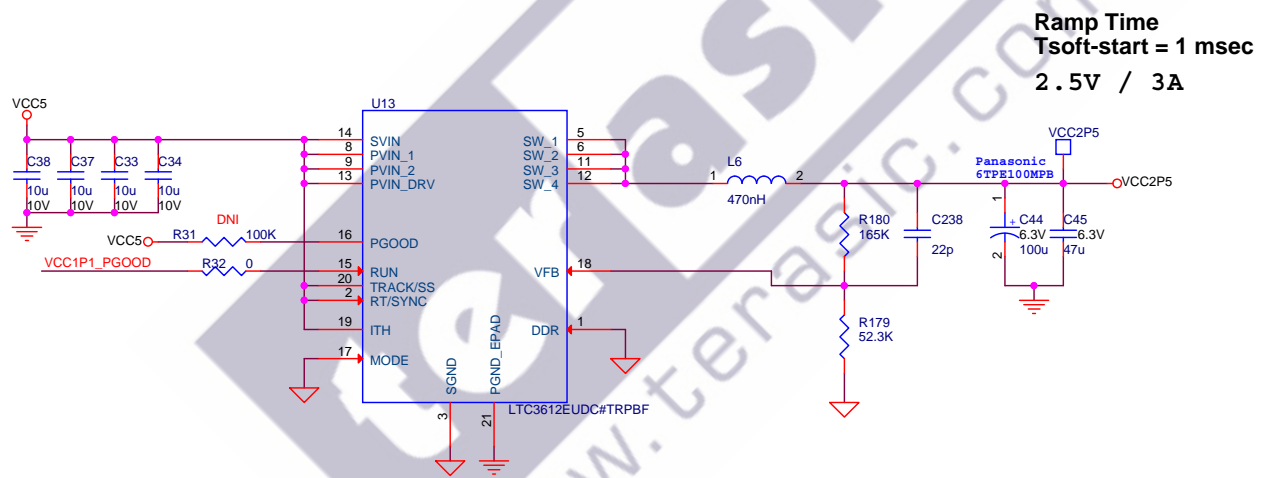 Ramp Time
Tsoft-start = 1 msec
2.5V / 3A
VCC5
U13
VCC2P5
C38
10u
10V
C37
10u
10V
C33
10u
10V
C34
10u
10V
14
8
9
13
SVIN
PVIN_1
PVIN_2
PVIN_DRV
SW_1
SW_2
SW_3
SW_4
5
6
11
12
L6
1
2
470nH
Panasonic
6TPE100MPB
VCC2P5
DNI
VCC5
R31
100K
16
PGOOD
VCC1P1_PGOOD
R32
0
15
RUN
20
TRACK/SS
2
RT/SYNC
19
ITH
17
MODE
VFB
18
DDR
1
R180
165K
C238
22p
1
+
2
C44
6.3V
100u
C45
6.3V
47u
R179
52.3K
SGND
PGND_EPAD
3
21
LTC3612EUDC#TRPBF
terasic
www.terasic.com